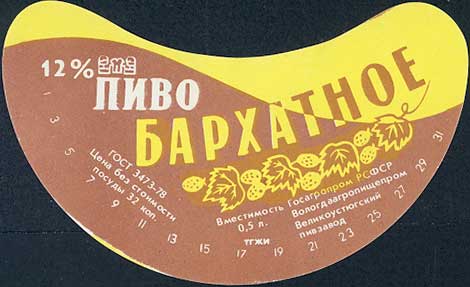 12%
ПИВО
БАРХАТНОЕ
ГОСТ 3473-78
Цена без стоимости
посуды 32 коп.
Вместимость
0,5 л.
Госагропром РСФСР
Вологдаагропищепром
Великоустюгский
пивзавод
1 3 5 7 9 11 13 15 17 ТГЖИ 19 21 23 25 27 29 31